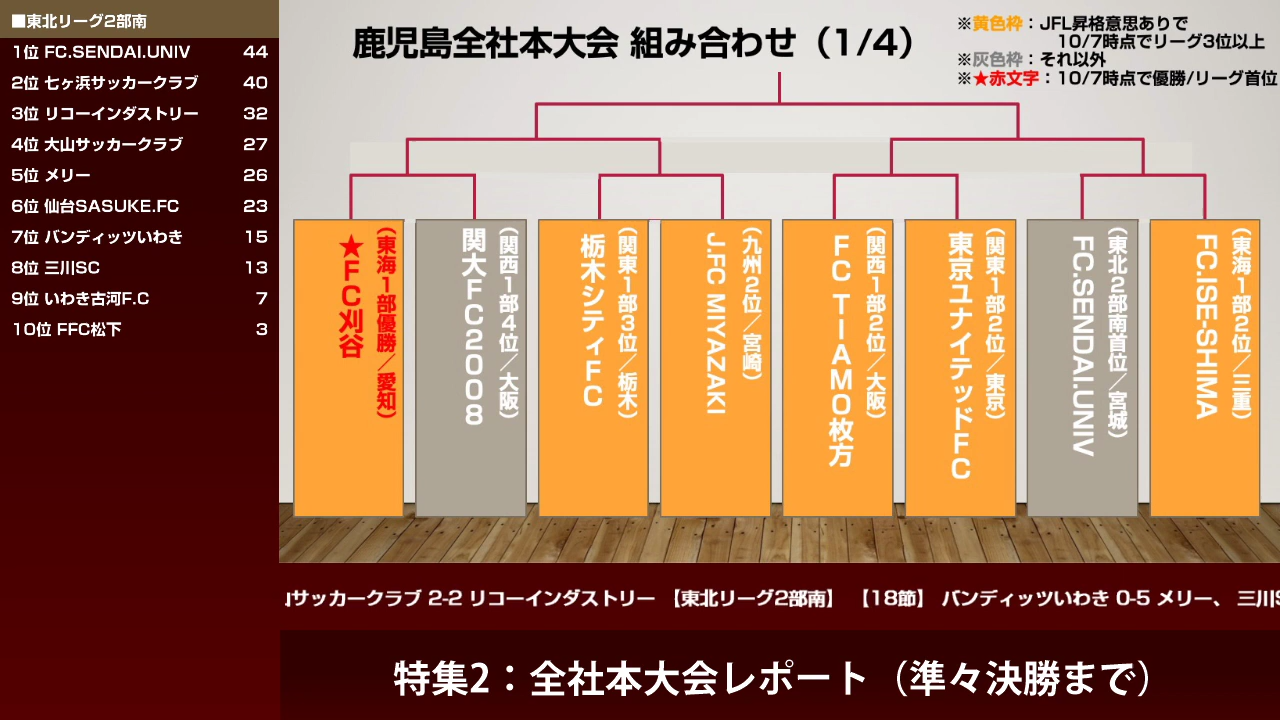 ■東北リーグ2部南
1位 FC.SENDAI.UNIV 44
2位 七ヶ浜サッカークラブ 40
3位 リコーインダストリー 32
4位 大山サッカークラブ 27
5位 メリー 26
6位 仙台SASUKE.FC 23
7位 バンディッツいわき 15
8位 三川SC 13
9位 いわき古河F.C 7
10位 FFC松下 3
鹿児島全社本大会 組み合わせ（1/4）
※黄色枠：JFL昇格意思ありで
10/7時点でリーグ3位以上
※灰色枠：それ以外
※★赤文字：10/7時点で優勝/リーグ首位
（東海１部優勝／愛知）
★ＦＣ刈谷
（関西１部４位／大阪）
関大ＦＣ２００８
（関東１部３位／栃木）
栃木シティＦＣ
（九州２位／宮崎）
J.FC MIYAZAKI
（関西１部２位／大阪）
ＦＣ ＴＩＡＭＯ枚方
（関東１部２位／東京）
東京ユナイテッドＦＣ
（東北２部南首位／宮城）
FC.SENDAI.UNIV
（東海１部２位／三重）
FC.ISE-SHIMA
サッカークラブ 2-2 リコーインダストリー 【東北リーグ2部南】 【18節】 バンディッツいわき 0-5 メリー、 三川S
特集2：全社本大会レポート（準々決勝まで）